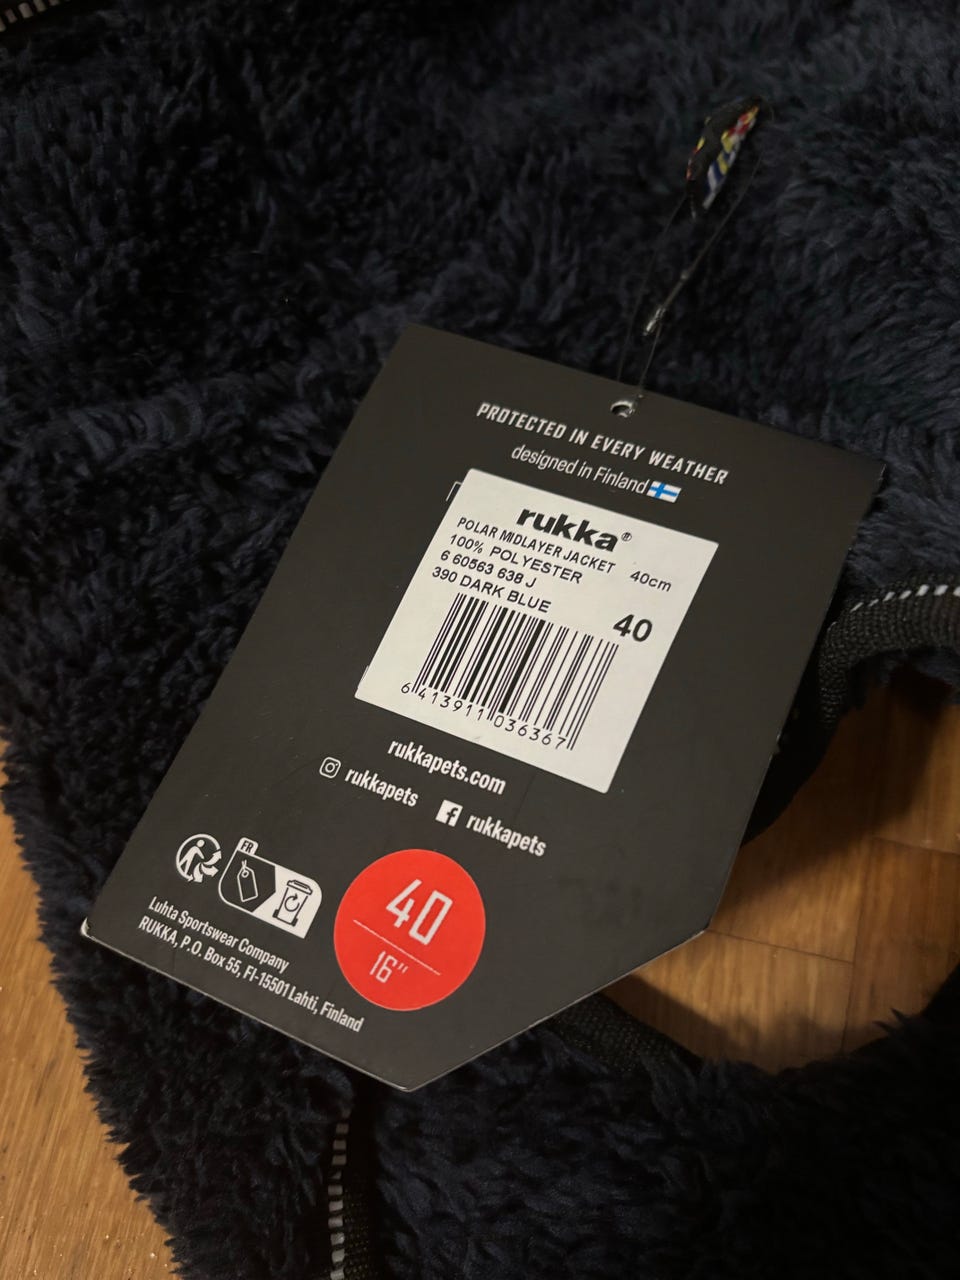 PROTECTED IN EVERY WEATHER
designed in Finland
rukka®
POLAR MIDLAYER JACKET 40cm
100% POLYESTER
6 60563 638 J
390 DARK BLUE
40
6 413911 036367
rukkapets.com
rukkapets
rukkapets
FR
Luhta Sportswear Company
RUKKA, P.O. Box 55, FI-15501 Lahti, Finland
40
16"